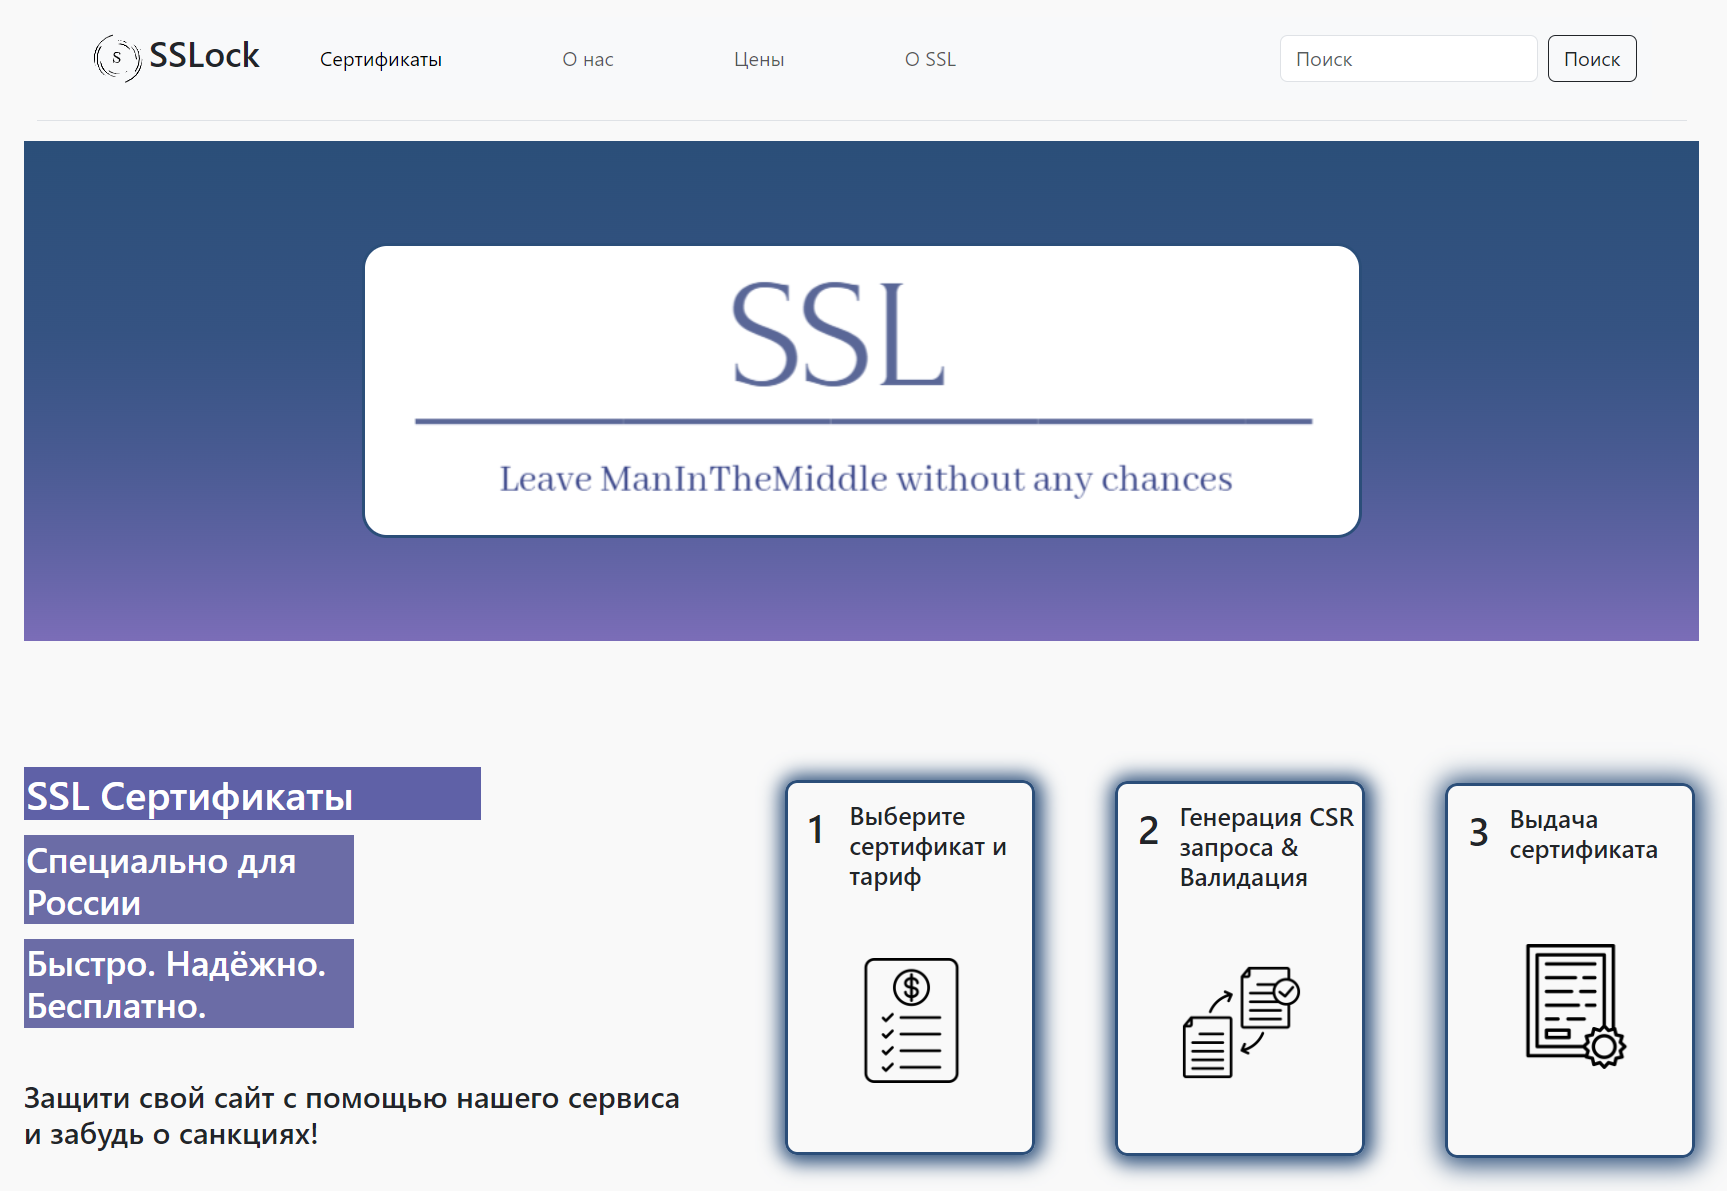 S SSLock
Сертификаты
О нас
Цены
О SSL
Поиск
Поиск
SSL
Leave ManInTheMiddle without any chances
SSL Сертификаты
Специально для
России
Быстро. Надёжно.
Бесплатно.
Защити свой сайт с помощью нашего сервиса
и забудь о санкциях!
1
Выберите
сертификат и
тариф
$
2
Генерация CSR
запроса &
Валидация
3
Выдача
сертификата